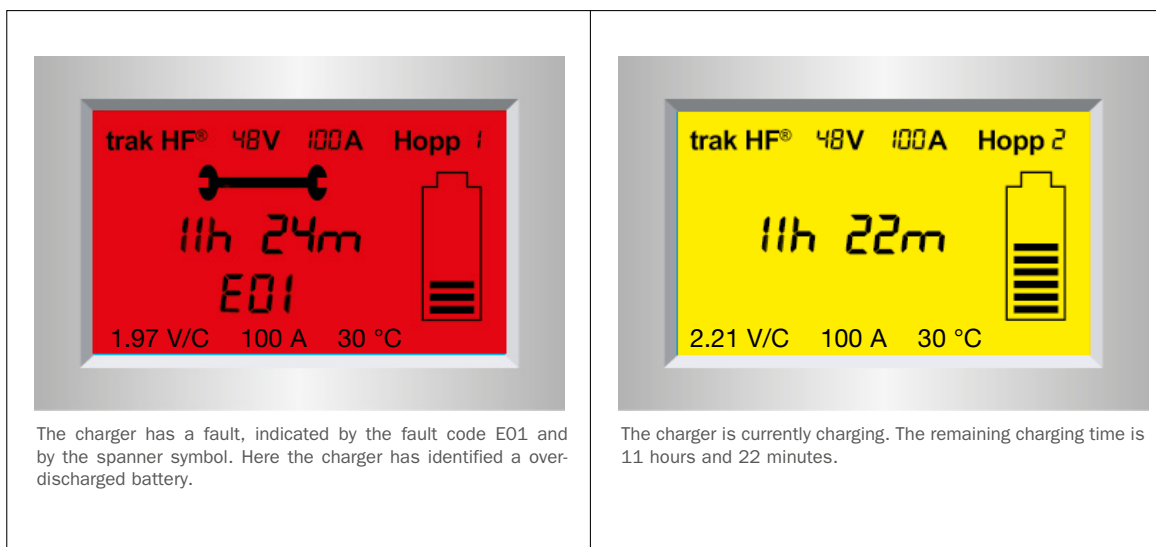 trak HF® 48V 100A Hopp 1
11h 24m
E01
1.97 V/C 100 A 30 °C
The charger has a fault, indicated by the fault code E01 and
by the spanner symbol. Here the charger has identified a over-
discharged battery.
trak HF® 48V 100A Hopp 2
11h 22m
2.21 V/C 100 A 30 °C
The charger is currently charging. The remaining charging time is
11 hours and 22 minutes.